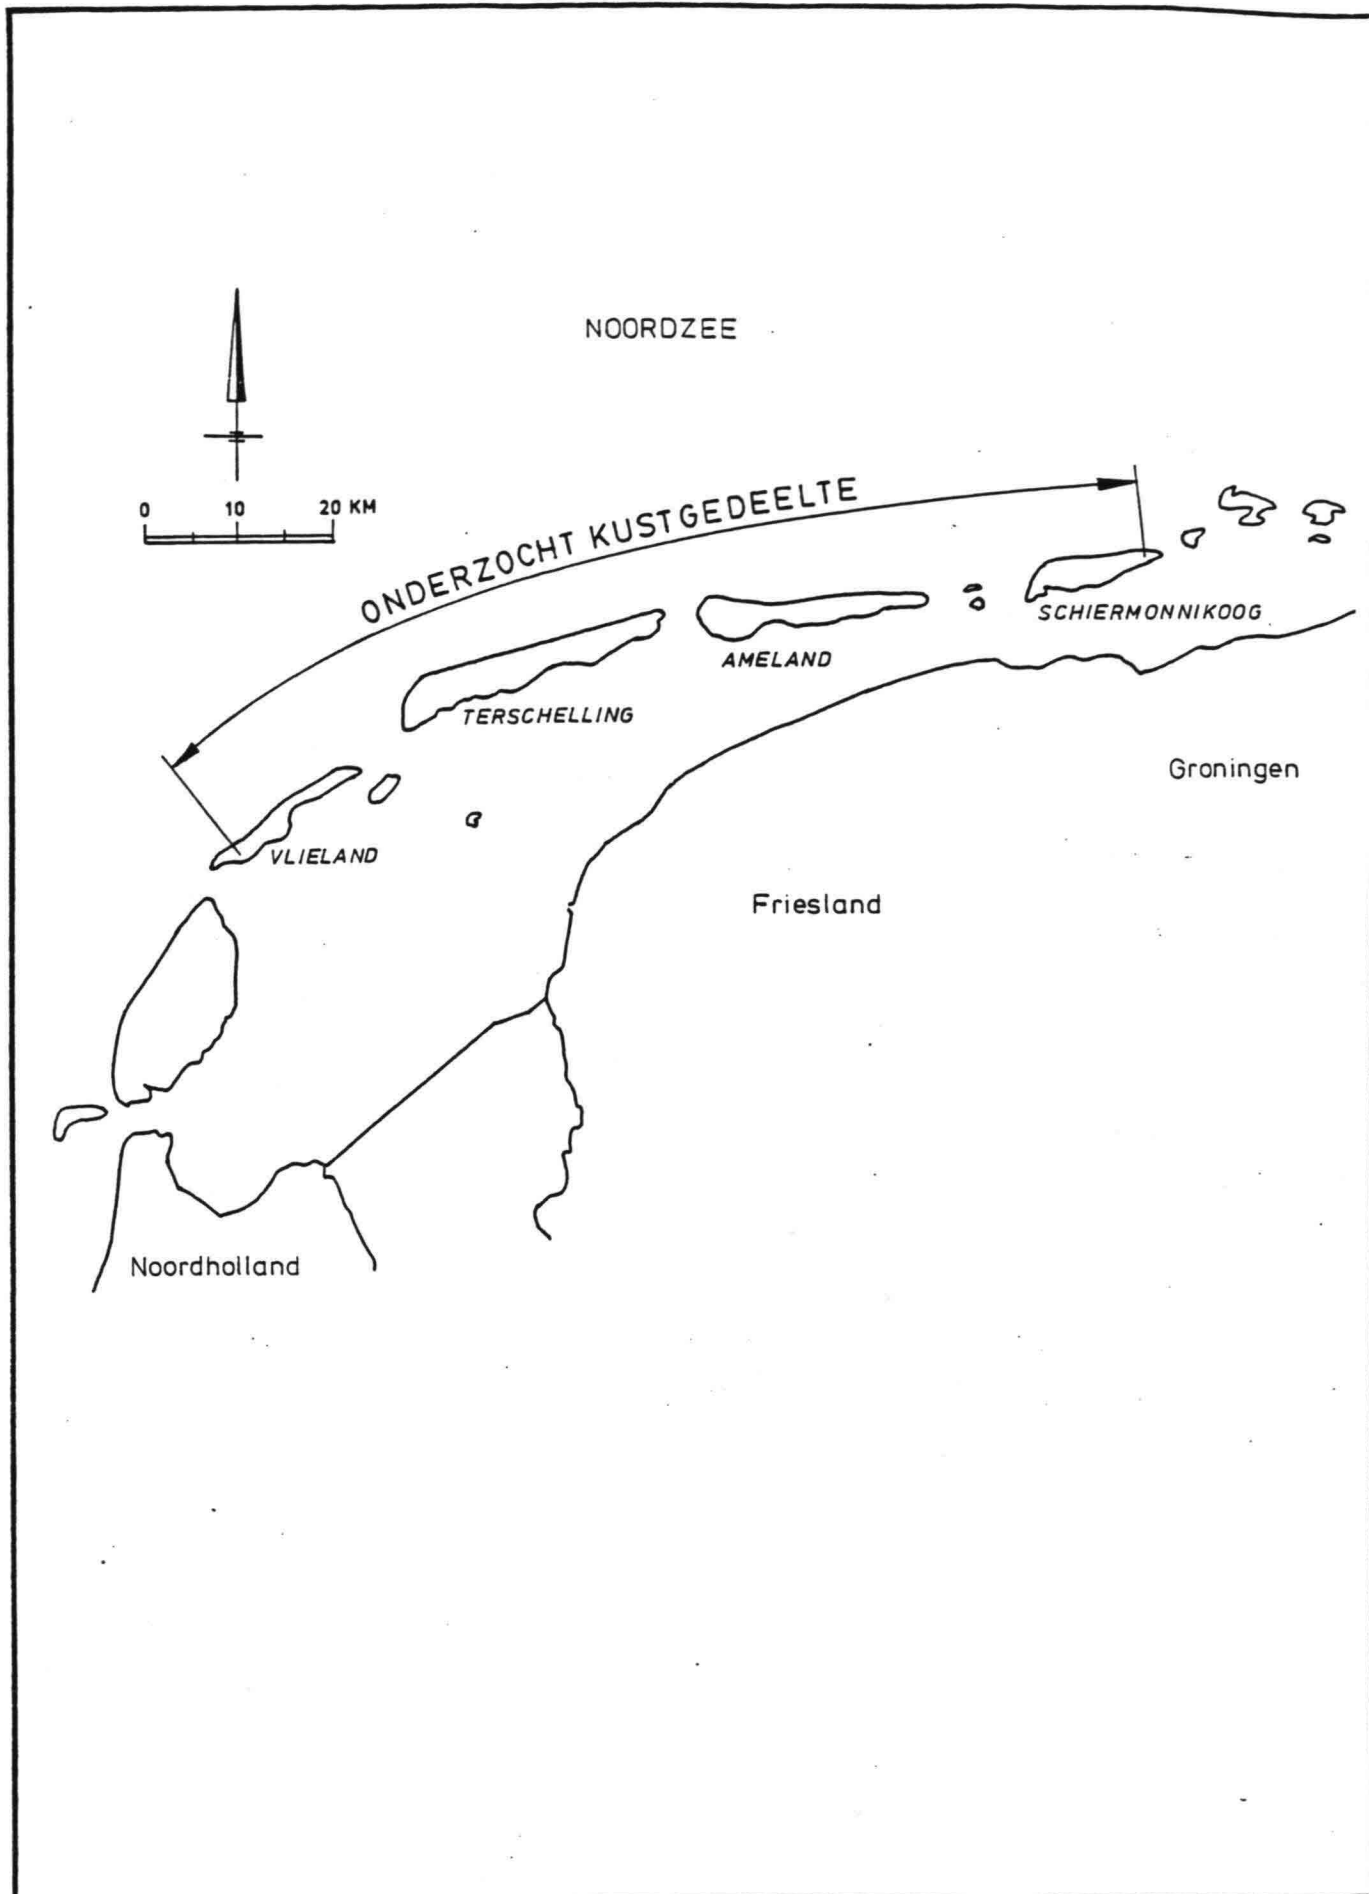 NOORDZEE
0 10 20 KM
ONDERZOCHT KUSTGEDEELTE
SCHIERMONNIKOOG
AMELAND
TERSCHELLING
Groningen
VLIELAND
Friesland
Noordholland